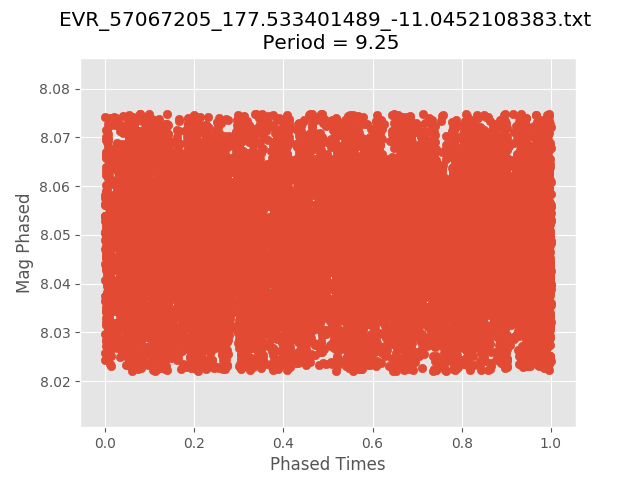 EVR_57067205_177.533401489_-11.0452108383.txt
Period = 9.25
8.08
8.07
8.06
8.05
8.04
8.03
8.02
Mag Phased
0.0 0.2 0.4 0.6 0.8 1.0
Phased Times